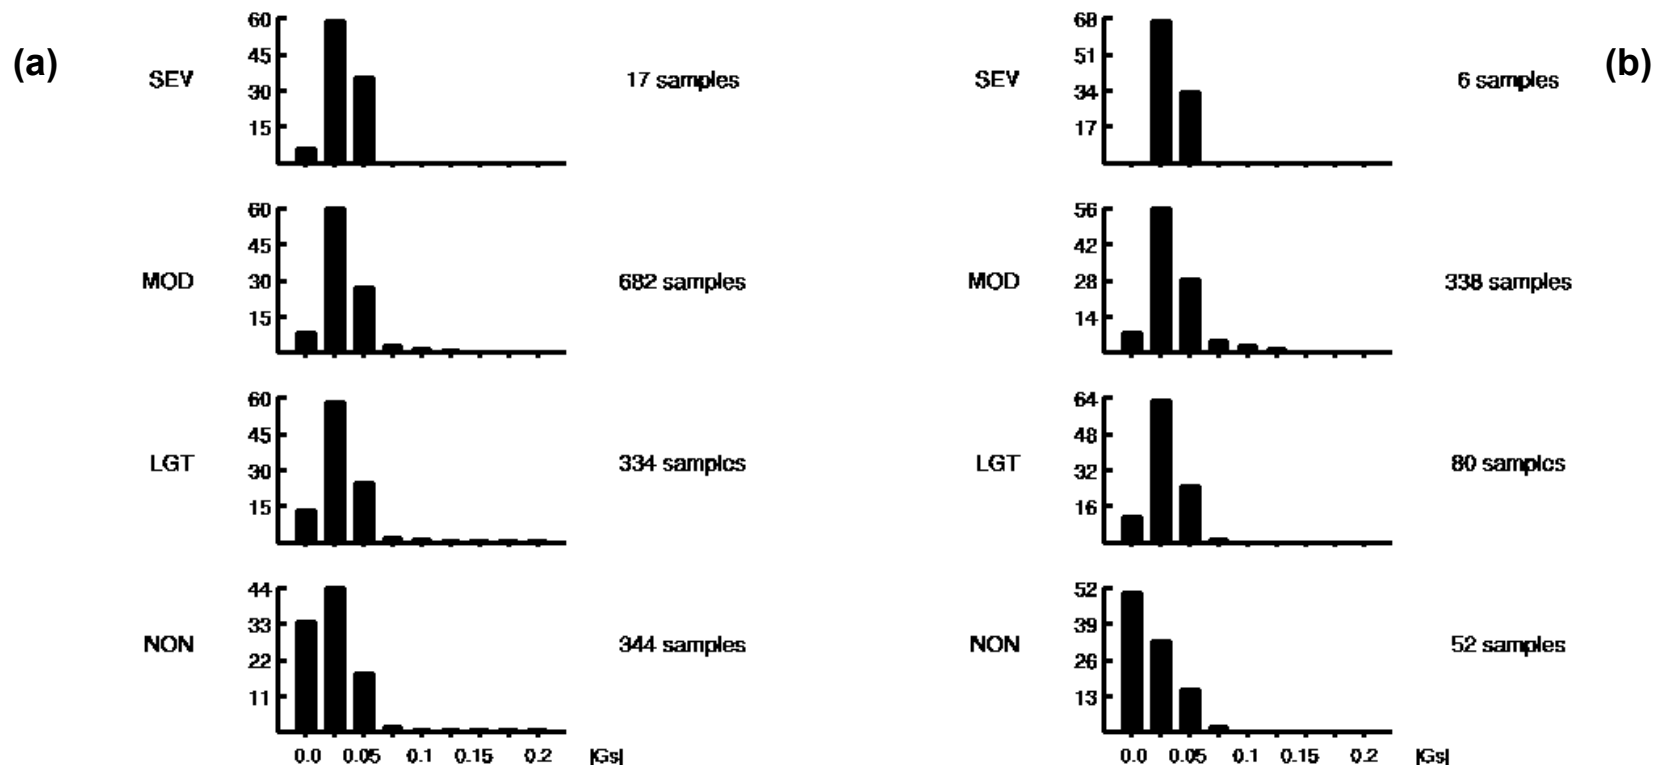 (a)
60
45
SEV
30
15
17 samples
60
45
MOD
30
15
682 samples
60
45
LGT
30
15
334 samples
44
33
NON
22
11
344 samples
0.0 0.05 0.1 0.15 0.2 |Gs|
(b)
68
51
SEV
34
17
6 samples
56
42
MOD
28
14
338 samples
64
48
LGT
32
16
80 samples
52
39
NON
26
13
52 samples
0.0 0.05 0.1 0.15 0.2 |Gs|